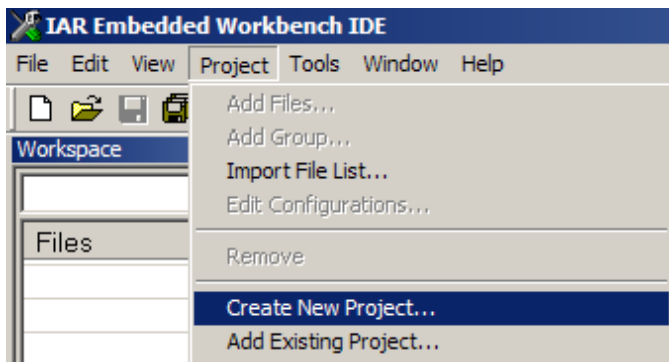 IAR Embedded Workbench IDE
File Edit View Project Tools Window Help
Add Files...
Add Group...
Workspace
Import File List...
Edit Configurations...
Files
Remove
Create New Project...
Add Existing Project...